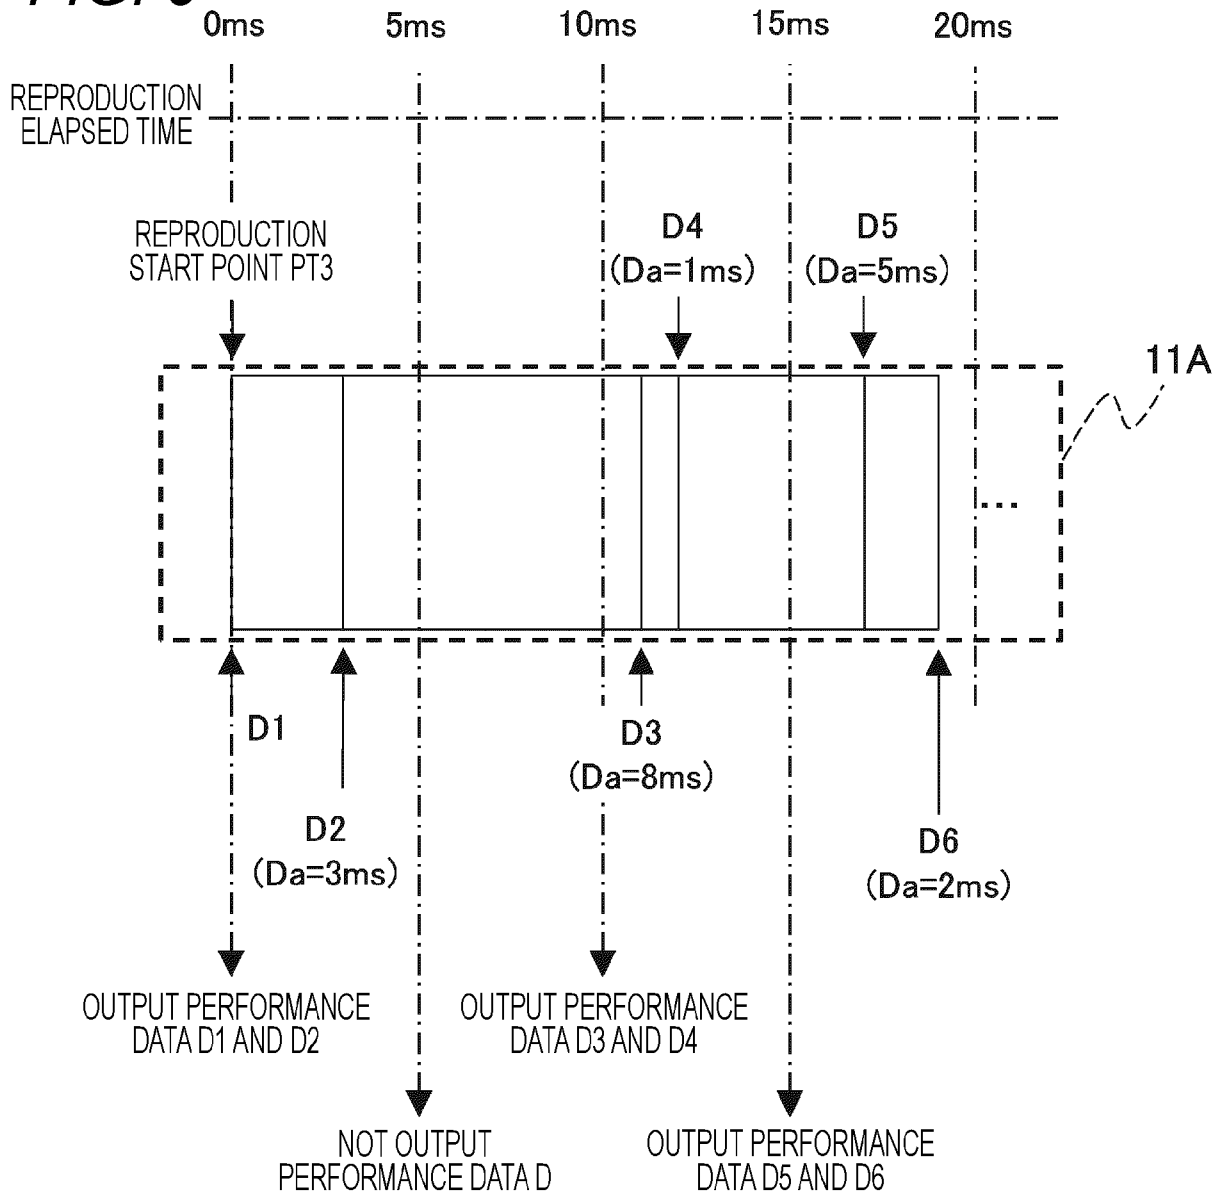 0ms 5ms 10ms 15ms 20ms
REPRODUCTION
ELAPSED TIME
REPRODUCTION
START POINT PT3
D4
(Da=1ms)
D5
(Da=5ms)
11A
...
D1
D2
(Da=3ms)
D3
(Da=8ms)
D6
(Da=2ms)
OUTPUT PERFORMANCE
DATA D1 AND D2
OUTPUT PERFORMANCE
DATA D3 AND D4
NOT OUTPUT
PERFORMANCE DATA D
OUTPUT PERFORMANCE
DATA D5 AND D6